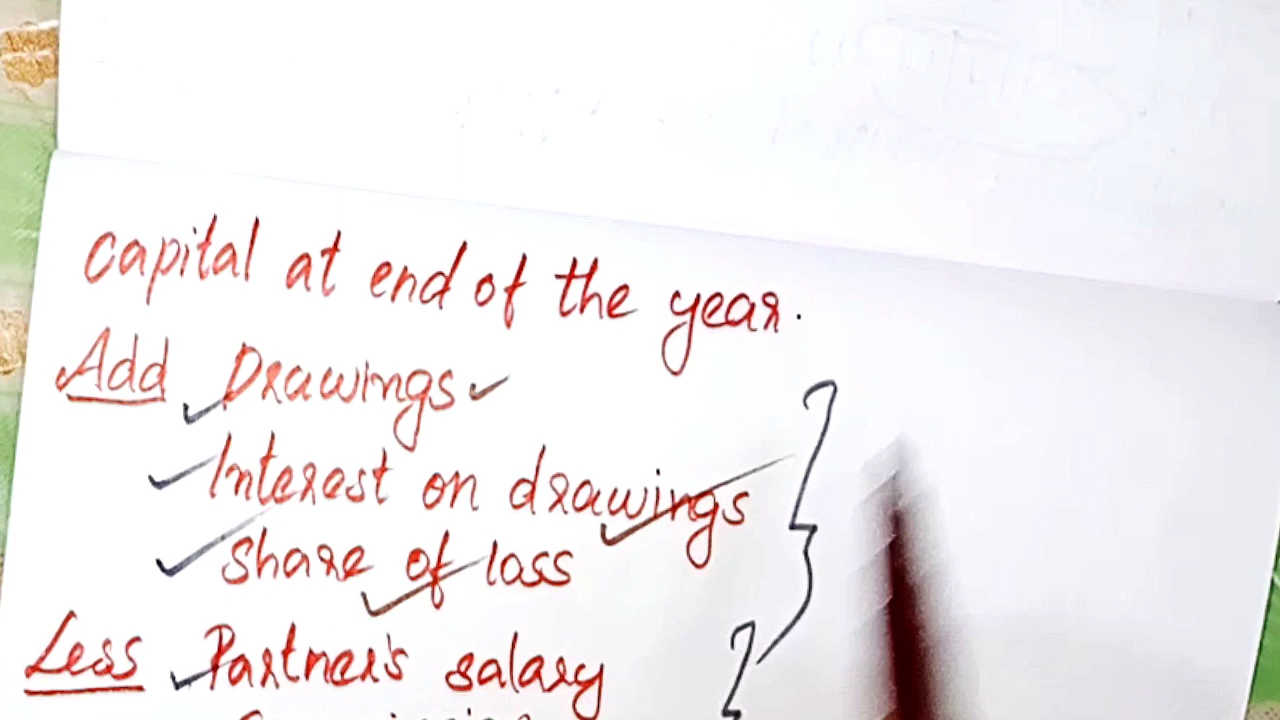 capital at end of the year.
Add Drawings
Interest on drawings
Share of loss
Less Partner's salary